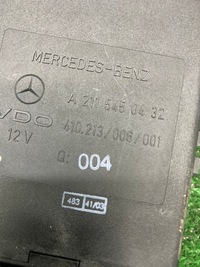 MERCEDES-BENZ
A 211 545 04 32
VDO 410.213/006/001
12 V
Q: 004
483 41/03